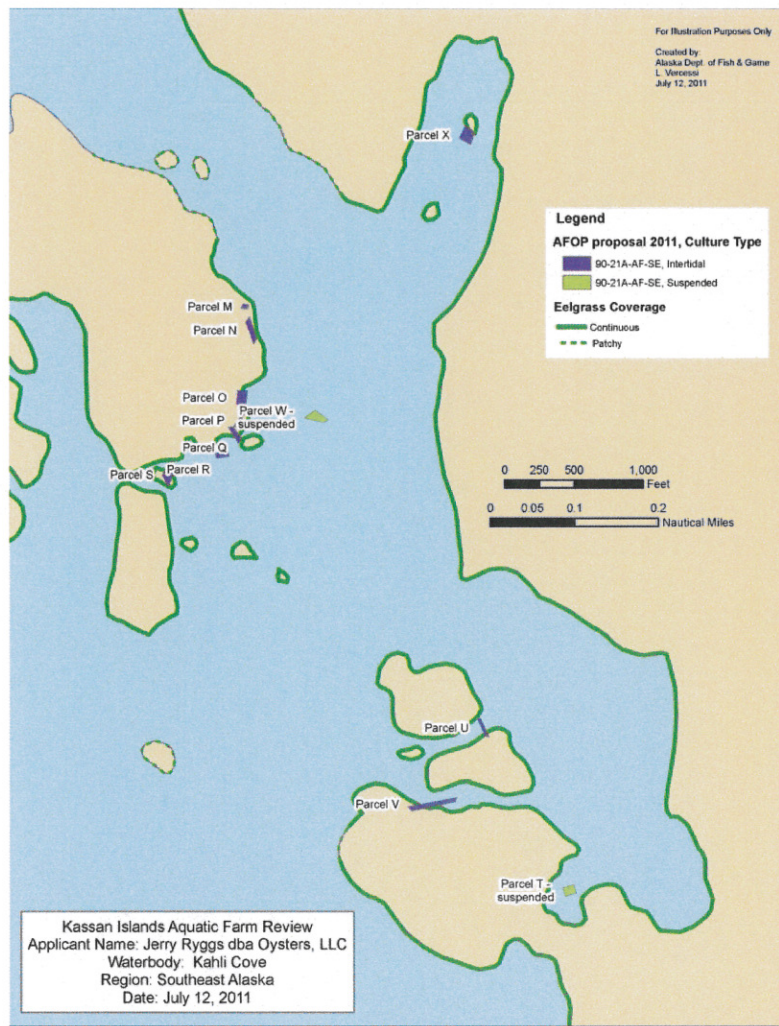 For Illustration Purposes Only
Created by:
Alaska Dept. of Fish & Game
L. Vercessi
July 12, 2011
Parcel X
Legend
AFOP proposal 2011, Culture Type
90-21A-AF-SE, Intertidal
90-21A-AF-SE, Suspended
Eelgrass Coverage
Continuous
Patchy
Parcel M
Parcel N
Parcel O
Parcel W -
suspended
Parcel P
Parcel Q
Parcel S
Parcel R
0 250 500 1,000
Feet
0 0.05 0.1 0.2
Nautical Miles
Parcel U
Parcel V
Parcel T -
suspended
Kassan Islands Aquatic Farm Review
Applicant Name: Jerry Ryggs dba Oysters, LLC
Waterbody: Kahli Cove
Region: Southeast Alaska
Date: July 12, 2011